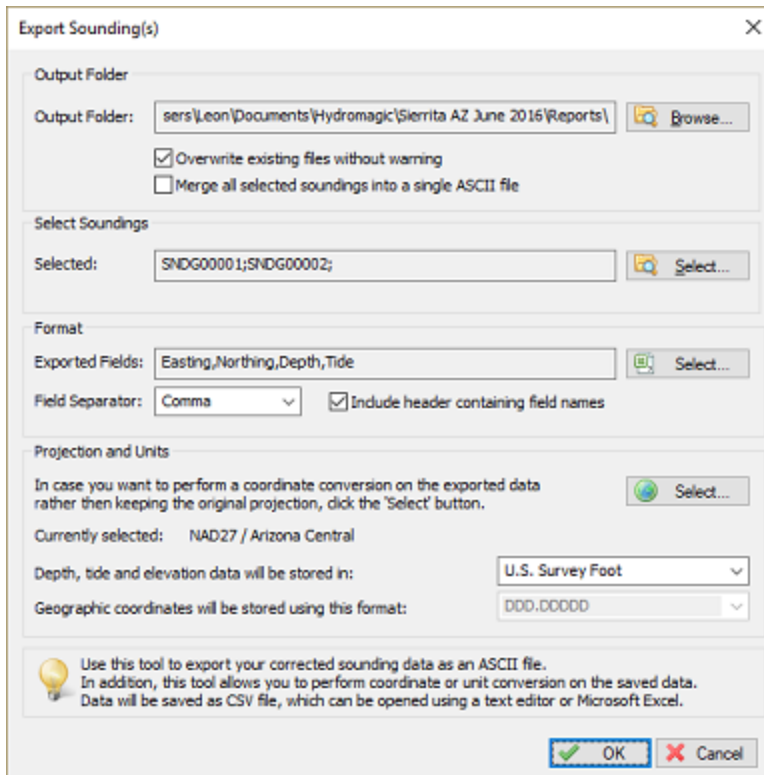 Export Sounding(s)
Output Folder
Output Folder: sers\Leon\Documents\Hydromagic\Sierrita AZ June 2016\Reports\ Browse...
Overwrite existing files without warning
Merge all selected soundings into a single ASCII file
Select Soundings
Selected: SNDG00001;SNDG00002; Select...
Format
Exported Fields: Easting,Northing,Depth,Tide Select...
Field Separator: Comma Include header containing field names
Projection and Units
In case you want to perform a coordinate conversion on the exported data
rather then keeping the original projection, click the 'Select' button. Select...
Currently selected: NAD27 / Arizona Central
Depth, tide and elevation data will be stored in: U.S. Survey Foot
Geographic coordinates will be stored using this format: DDD.DDDDD
Use this tool to export your corrected sounding data as an ASCII file.
In addition, this tool allows you to perform coordinate or unit conversion on the saved data.
Data will be saved as CSV file, which can be opened using a text editor or Microsoft Excel.
OK Cancel